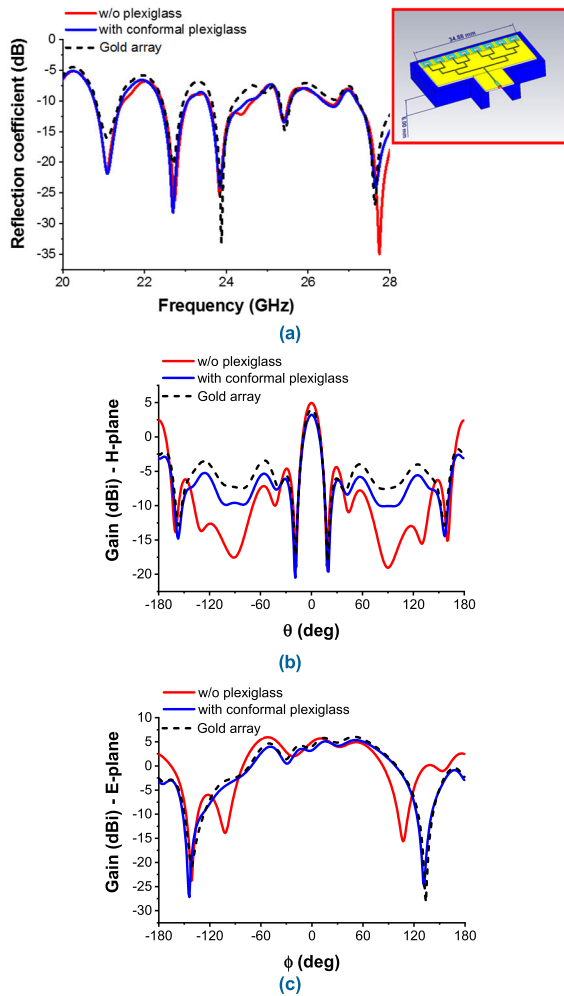 w/o plexiglass
with conformal plexiglass
Gold array
34.88 mm
Reflection coefficient (dB)
0
-5
-10
-15
-20
-25
-30
-35
20
22
24
26
28
Frequency (GHz)
(a)
w/o plexiglass
with conformal plexiglass
Gold array
Gain (dBi) - H-plane
5
0
-5
-10
-15
-20
-180
-120
-60
0
60
120
180
θ (deg)
(b)
w/o plexiglass
with conformal plexiglass
Gold array
Gain (dBi) - E-plane
10
5
0
-5
-10
-15
-20
-25
-30
-180
-120
-60
0
60
120
180
ϕ (deg)
(c)